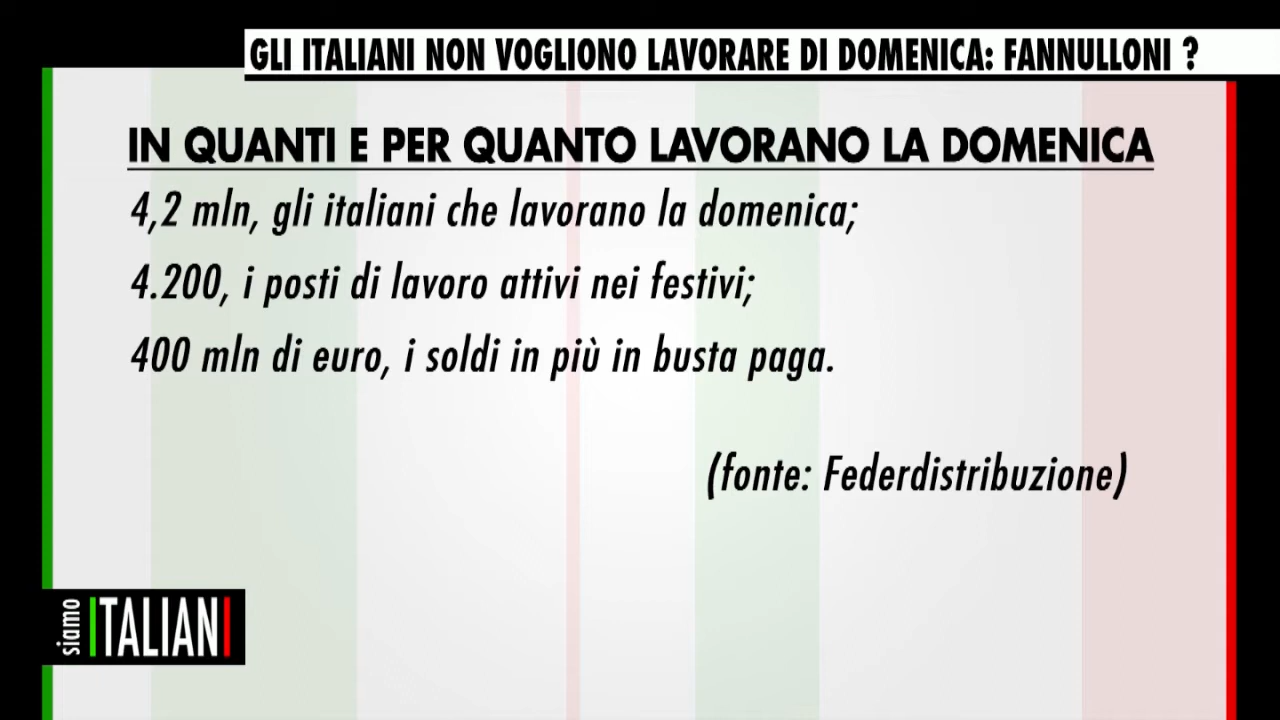 GLI ITALIANI NON VOGLIONO LAVORARE DI DOMENICA: FANNULLONI ?
IN QUANTI E PER QUANTO LAVORANO LA DOMENICA
4,2 mln, gli italiani che lavorano la domenica;
4.200, i posti di lavoro attivi nei festivi;
400 mln di euro, i soldi in più in busta paga.
(fonte: Federdistribuzione)
siamo
ITALIANI